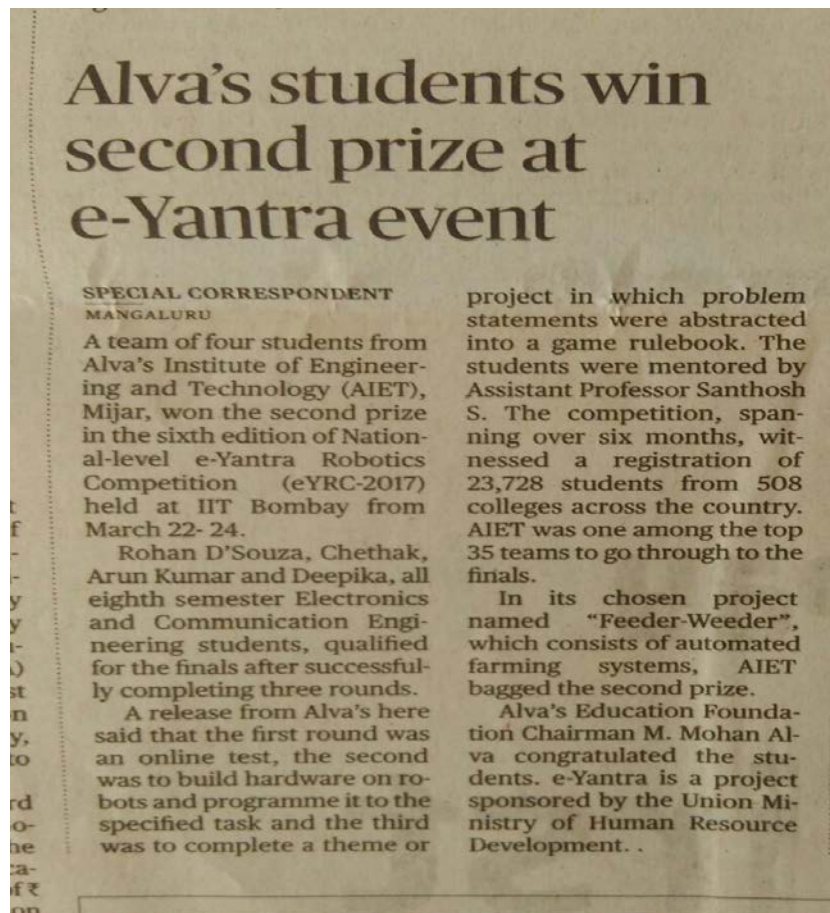 Alva's students win
second prize at
e-Yantra event
SPECIAL CORRESPONDENT
MANGALURU
A team of four students from
Alva's Institute of Engineer-
ing and Technology (AIET),
Mijar, won the second prize
in the sixth edition of Nation-
al-level e-Yantra Robotics
Competition (eYRC-2017)
held at IIT Bombay from
March 22- 24.
Rohan D'Souza, Chethak,
Arun Kumar and Deepika, all
eighth semester Electronics
and Communication Engi-
neering students, qualified
for the finals after successful-
ly completing three rounds.
A release from Alva's here
said that the first round was
an online test, the second
was to build hardware on ro-
bots and programme it to the
specified task and the third
was to complete a theme or
project in which problem
statements were abstracted
into a game rulebook. The
students were mentored by
Assistant Professor Santhosh
S. The competition, span-
ning over six months, wit-
nessed a registration of
23,728 students from 508
colleges across the country.
AIET was one among the top
35 teams to go through to the
finals.
In its chosen project
named "Feeder-Weeder",
which consists of automated
farming systems, AIET
bagged the second prize.
Alva's Education Founda-
tion Chairman M. Mohan Al-
va congratulated the stu-
dents. e-Yantra is a project
sponsored by the Union Mi-
nistry of Human Resource
Development. .